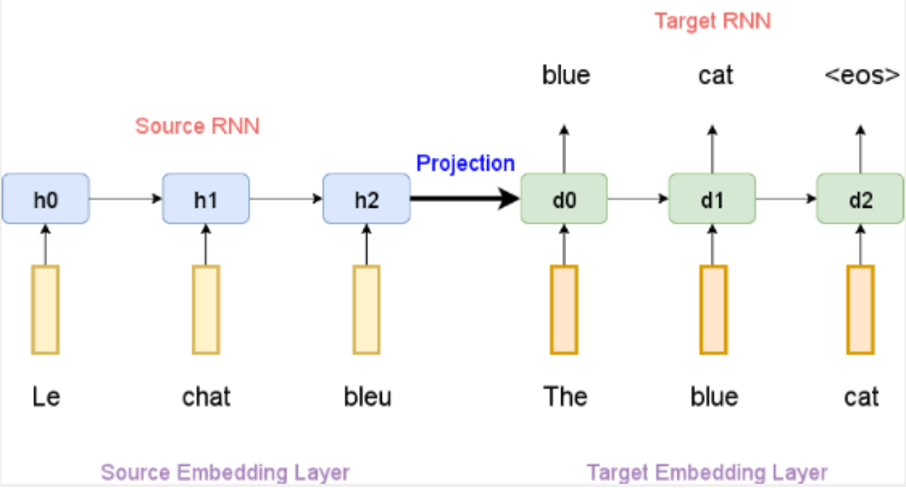 Target RNN
blue cat <eos>
Source RNN
Projection
h0 h1 h2 d0 d1 d2
Le chat bleu The blue cat
Source Embedding Layer Target Embedding Layer